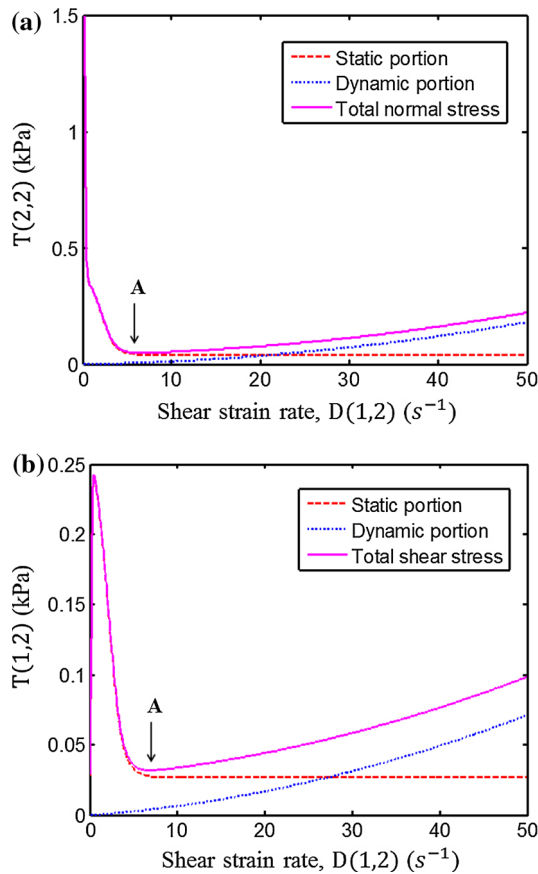 (a)
1.5
1
0.5
0
T(2,2) (kPa)
Static portion
Dynamic portion
Total normal stress
A
0 10 20 30 40 50
Shear strain rate, D(1,2) (s⁻¹)
(b)
0.25
0.2
0.15
0.1
0.05
0
T(1,2) (kPa)
Static portion
Dynamic portion
Total shear stress
A
0 10 20 30 40 50
Shear strain rate, D(1,2) (s⁻¹)